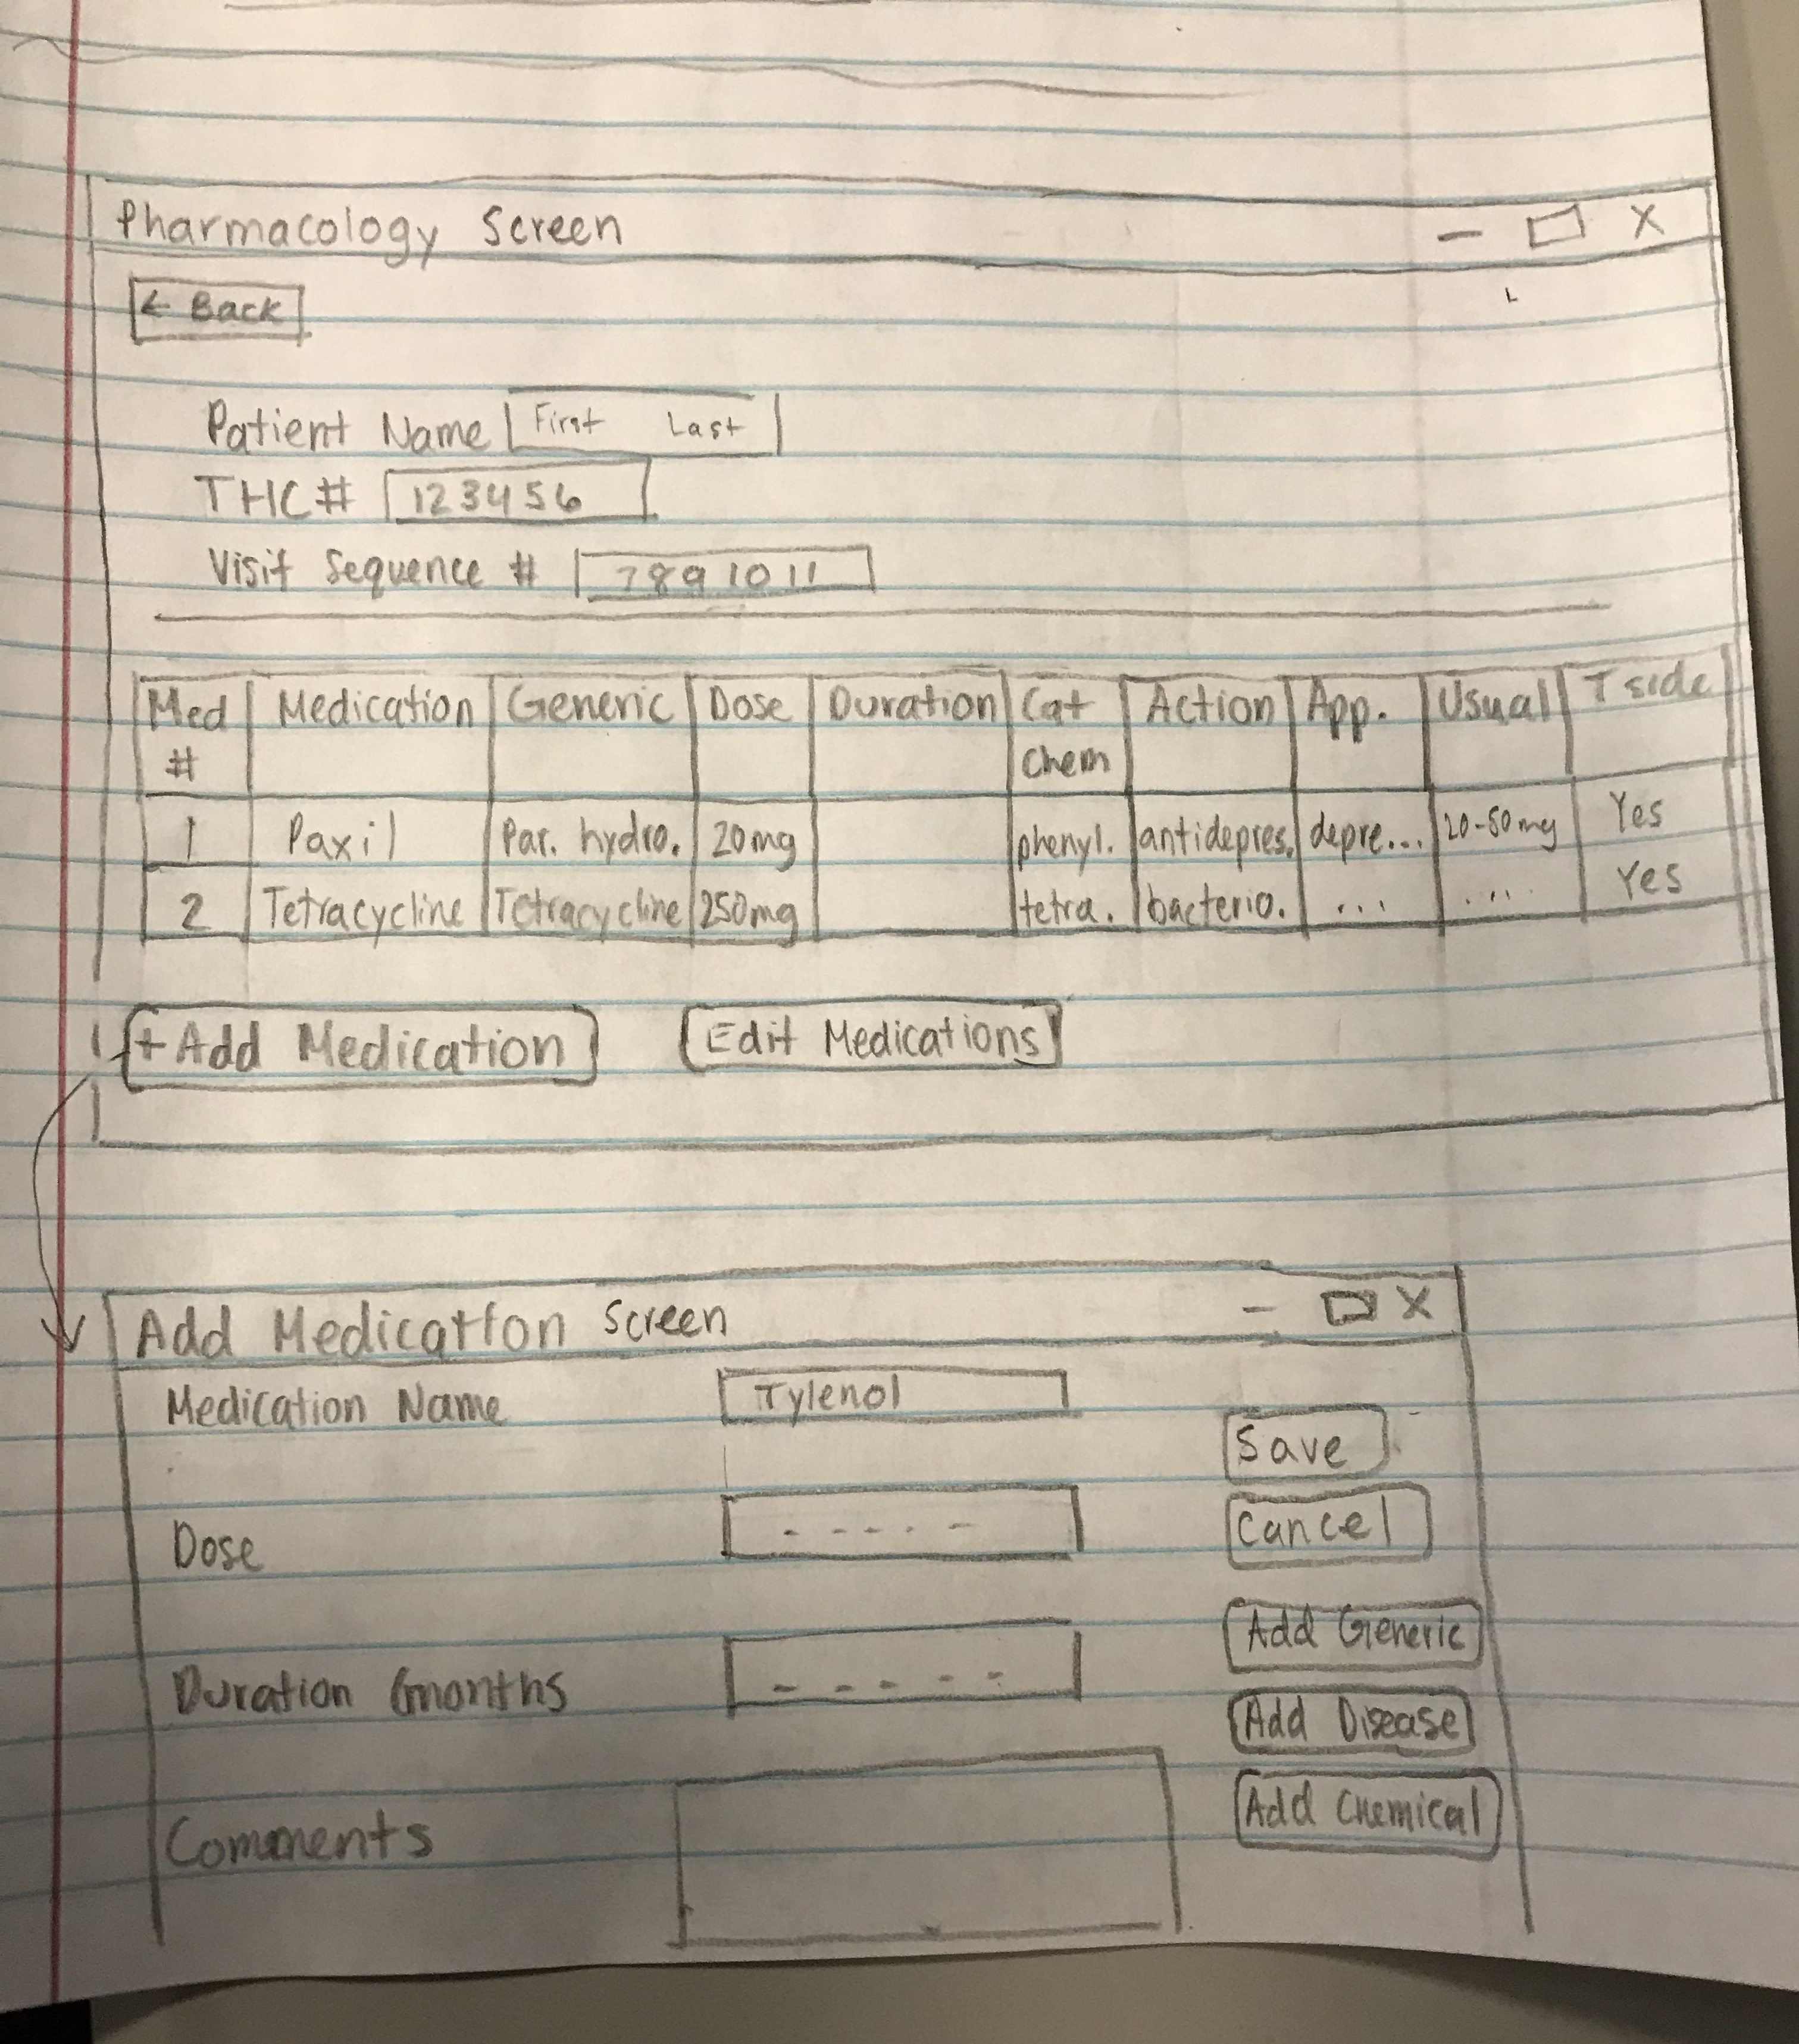 Pharmacology Screen - X
← Back
Patient Name First Last
THC# 123456
Visit Sequence # 7891011
Med # Medication Generic Dose Duration Cat Chem Action App. Usual T side
1 Paxil Par. hydro. 20mg phenyl. antidepres. depre... 20-50mg Yes
2 Tetracycline Tetracycline 250mg tetra. bacterio. ... .... Yes
+ Add Medication Edit Medications
Add Medication Screen - X
Medication Name Tylenol
Save
Dose - - - - - Cancel
Add Generic
Duration (months - - - - -
Add Disease
Comments Add Chemical